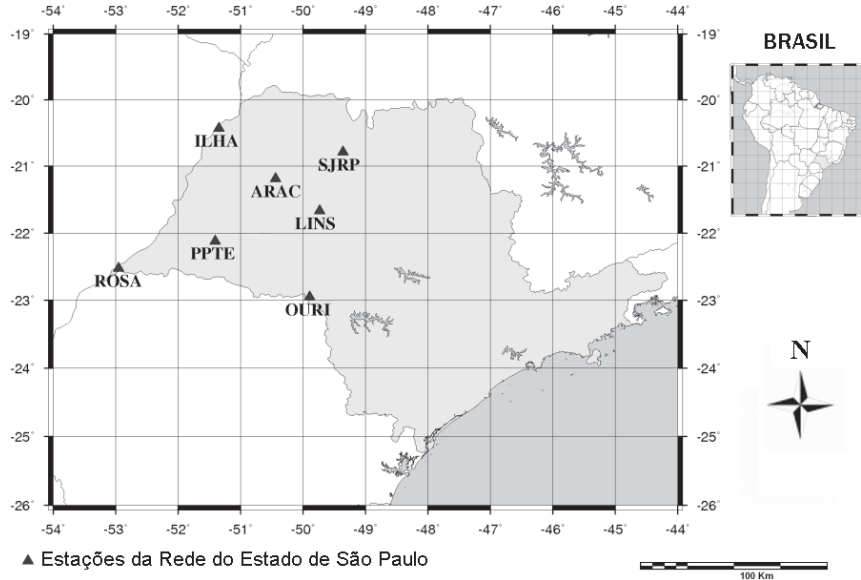 -54° -53° -52° -51° -50° -49° -48° -47° -46° -45° -44°
-19° -19°
BRASIL
-20° -20°
ILHA
SJRP
-21° -21°
ARAC
LINS
-22° -22°
PPTE
ROSA
-23° -23°
OURI
-24° -24°
N
-25° -25°
-26° -26°
-54° -53° -52° -51° -50° -49° -48° -47° -46° -45° -44°
▲ Estações da Rede do Estado de São Paulo
100 Km